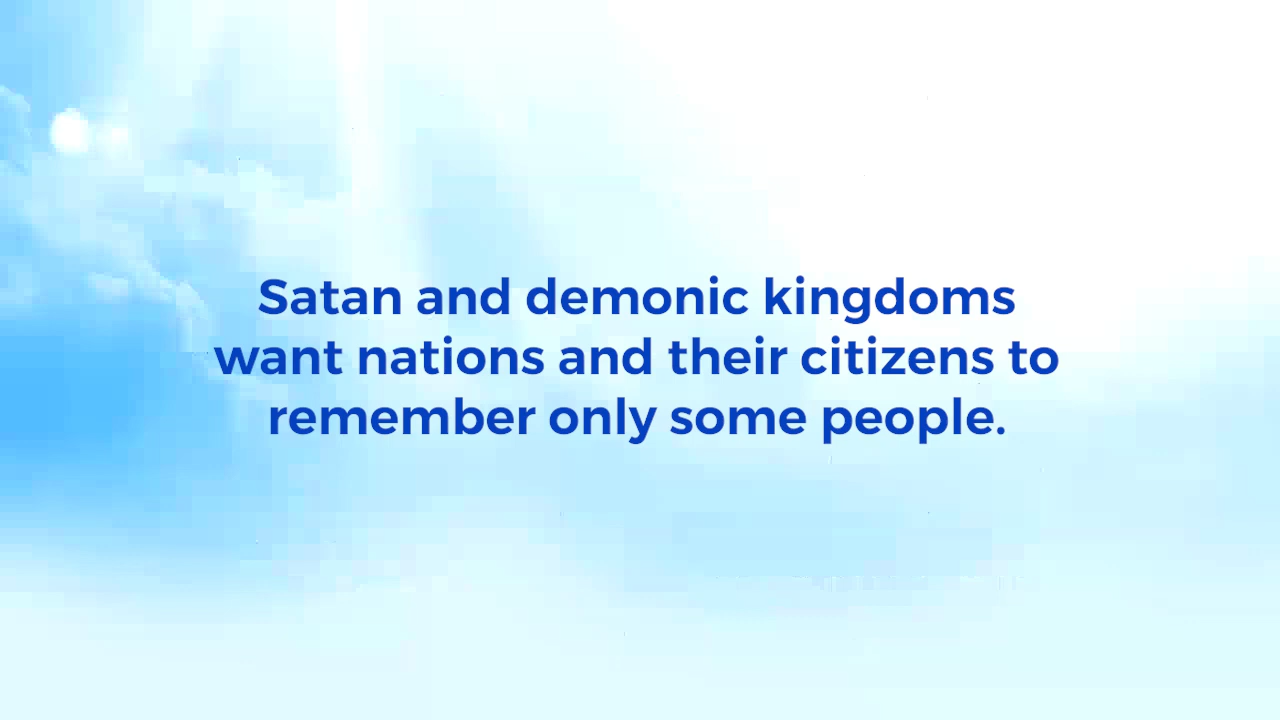 Satan and demonic kingdoms
want nations and their citizens to
remember only some people.